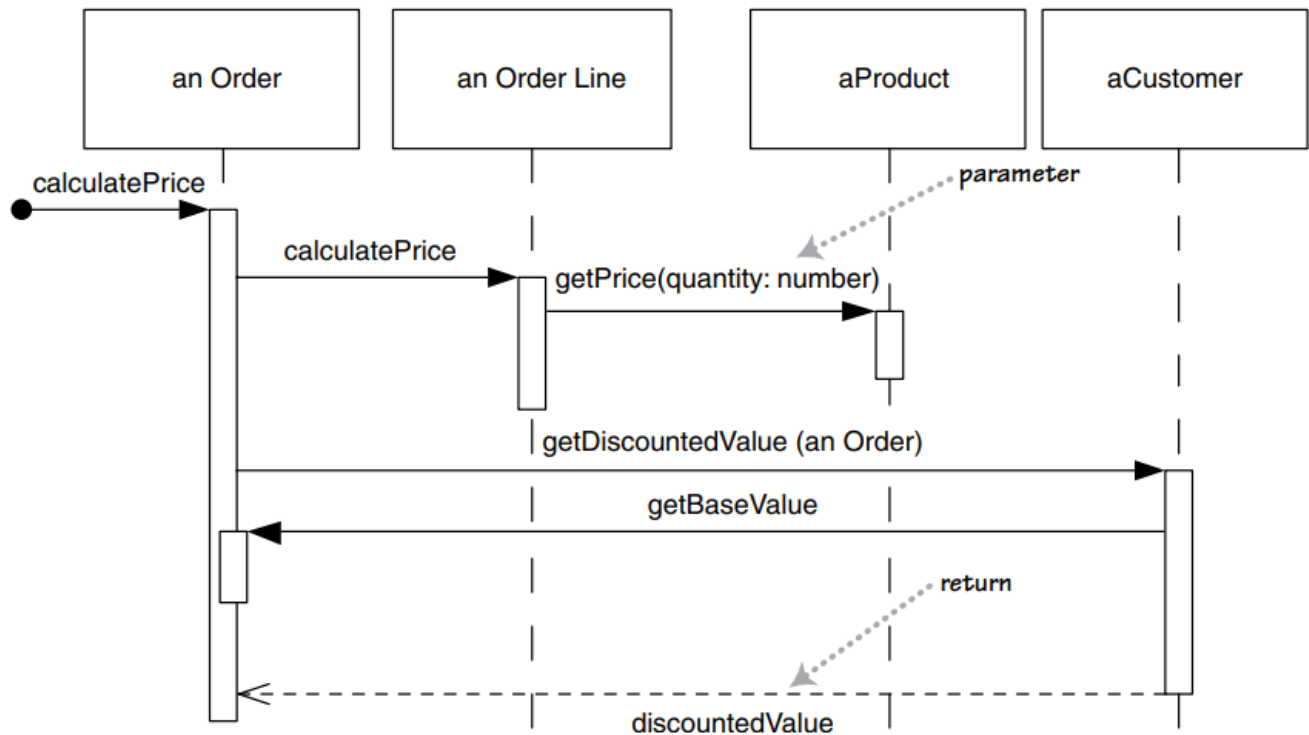 an Order
an Order Line
aProduct
aCustomer
parameter
calculatePrice
calculatePrice
getPrice(quantity: number)
getDiscountedValue (an Order)
getBaseValue
return
discountedValue